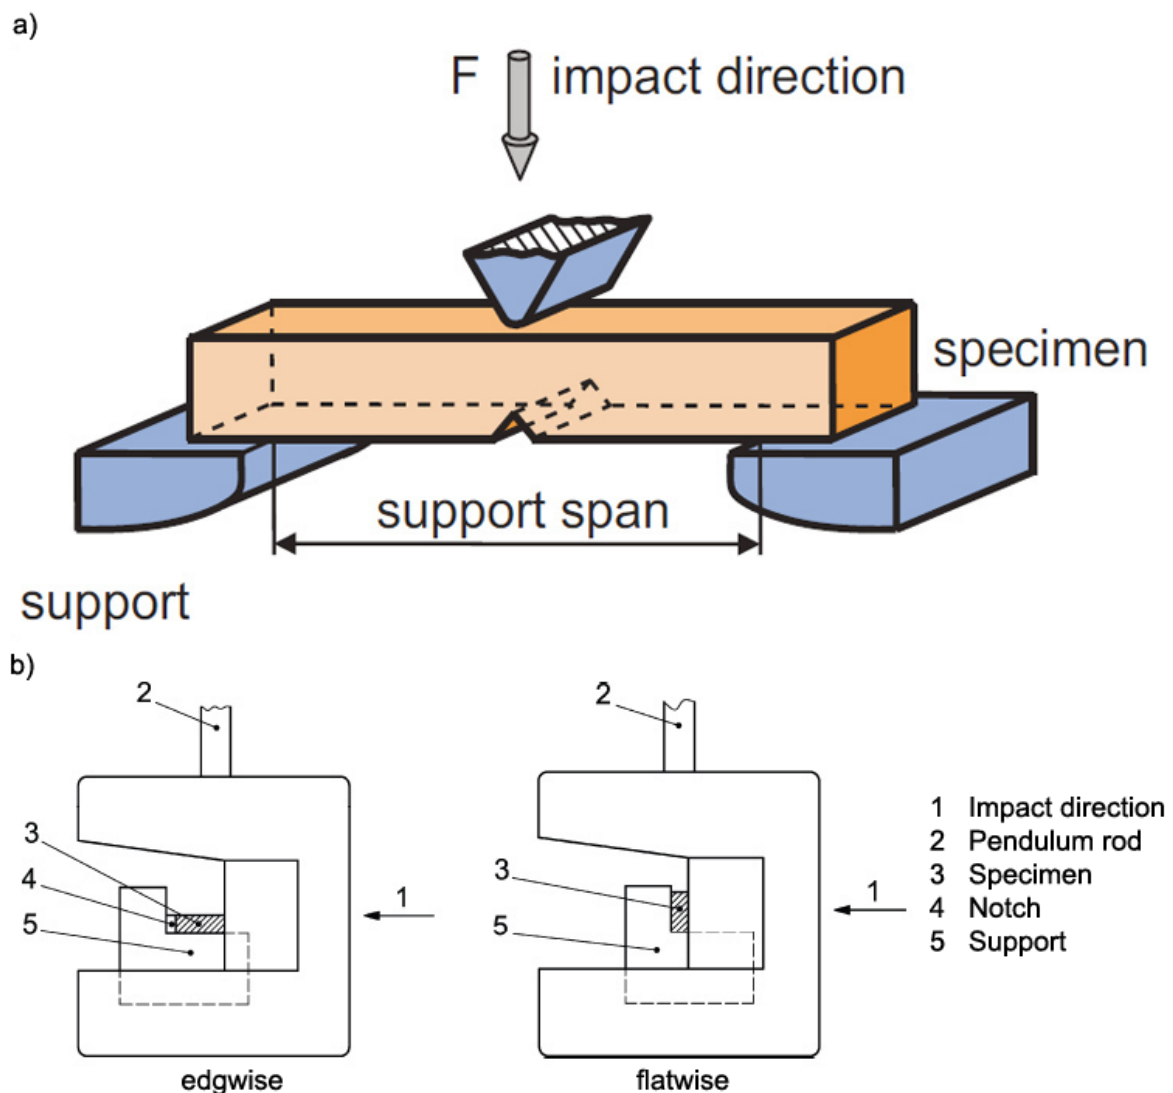 a)
F impact direction
specimen
support span
support
b)
2
3
4
5
1
edgwise
2
3
5
1
flatwise
1 Impact direction
2 Pendulum rod
3 Specimen
4 Notch
5 Support